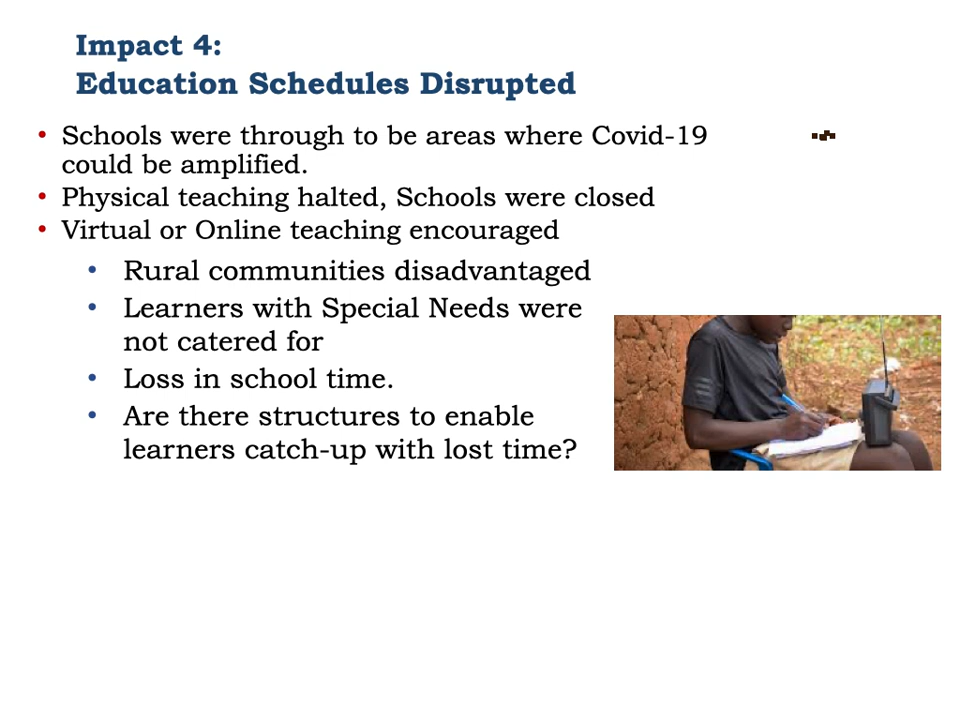 Impact 4:
Education Schedules Disrupted
• Schools were through to be areas where Covid-19
could be amplified.
• Physical teaching halted, Schools were closed
• Virtual or Online teaching encouraged
• Rural communities disadvantaged
• Learners with Special Needs were
not catered for
• Loss in school time.
• Are there structures to enable
learners catch-up with lost time?